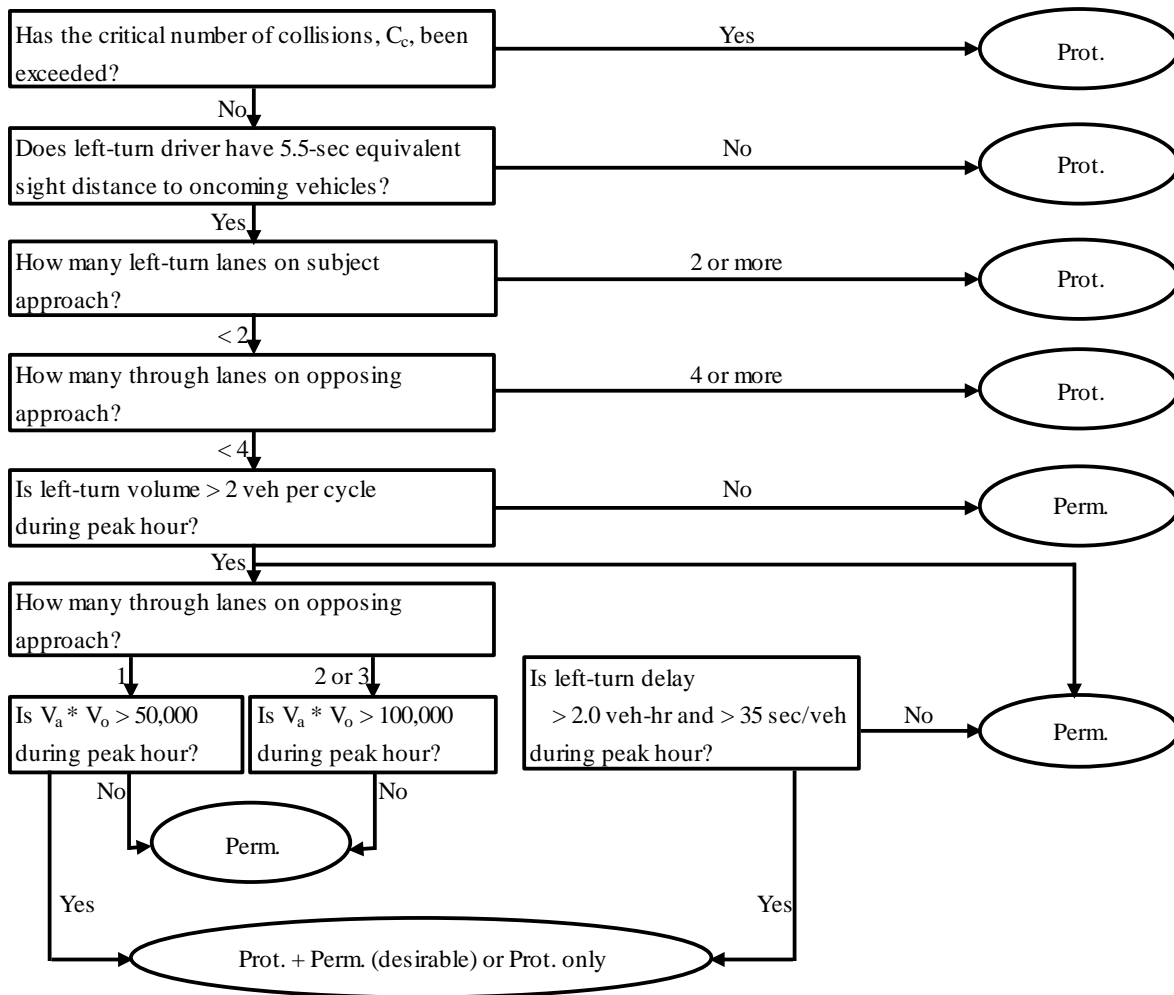 Has the critical number of collisions, Cc, been
exceeded?
Yes
Prot.
No
Does left-turn driver have 5.5-sec equivalent
sight distance to oncoming vehicles?
No
Prot.
Yes
How many left-turn lanes on subject
approach?
2 or more
Prot.
< 2
How many through lanes on opposing
approach?
4 or more
Prot.
< 4
Is left-turn volume > 2 veh per cycle
during peak hour?
No
Perm.
Yes
How many through lanes on opposing
approach?
1
2 or 3
Is Va * Vo > 50,000
during peak hour?
Is Va * Vo > 100,000
during peak hour?
Is left-turn delay
> 2.0 veh-hr and > 35 sec/veh
during peak hour?
No
Perm.
No
No
Perm.
Yes
Yes
Prot. + Perm. (desirable) or Prot. only